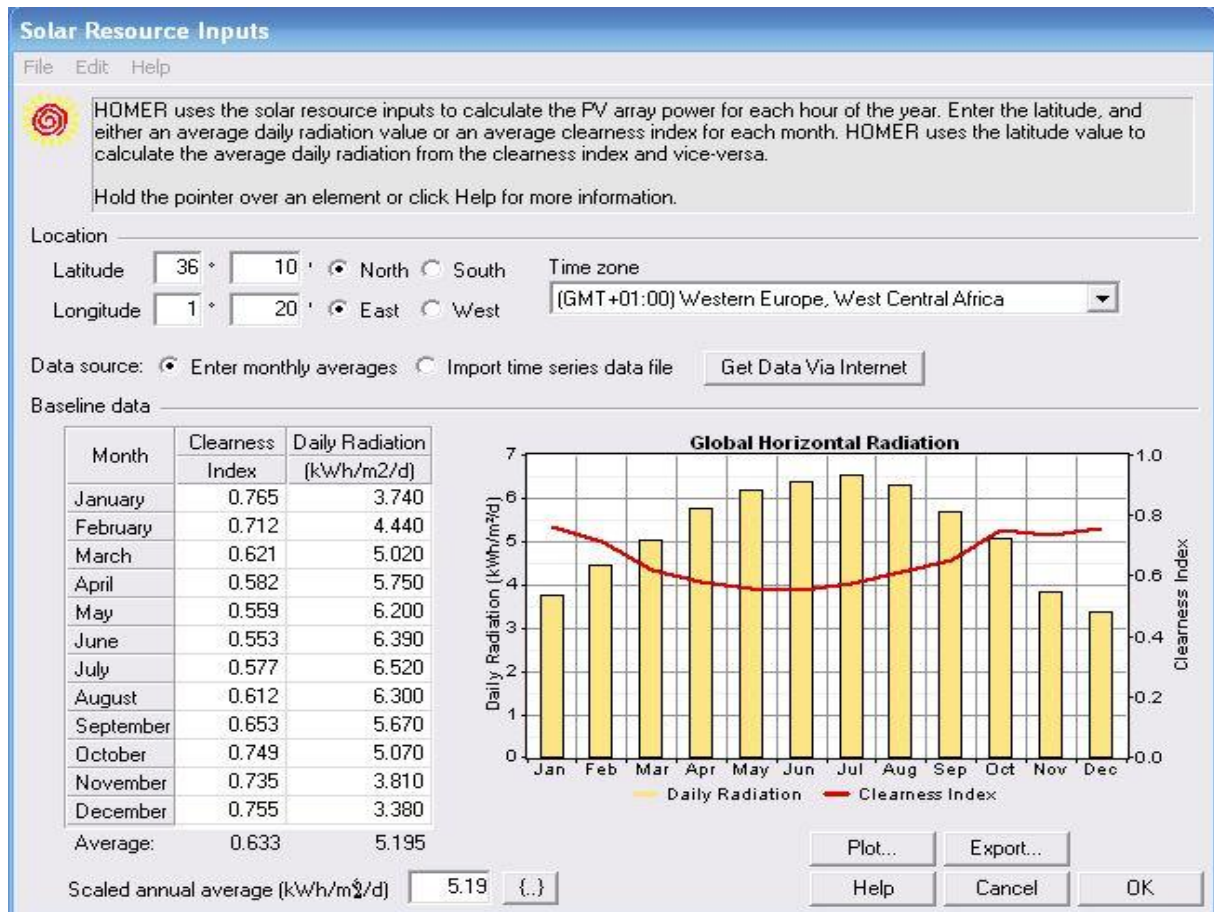 Solar Resource Inputs
File Edit Help
HOMER uses the solar resource inputs to calculate the PV array power for each hour of the year. Enter the latitude, and
either an average daily radiation value or an average clearness index for each month. HOMER uses the latitude value to
calculate the average daily radiation from the clearness index and vice-versa.
Hold the pointer over an element or click Help for more information.
Location
Latitude 36 ° 10 ' North South
Longitude 1 ° 20 ' East West
Time zone
(GMT+01:00) Western Europe, West Central Africa
Data source: Enter monthly averages Import time series data file Get Data Via Internet
Baseline data
Month Clearness Index Daily Radiation (kWh/m2/d)
January 0.765 3.740
February 0.712 4.440
March 0.621 5.020
April 0.582 5.750
May 0.559 6.200
June 0.553 6.390
July 0.577 6.520
August 0.612 6.300
September 0.653 5.670
October 0.749 5.070
November 0.735 3.810
December 0.755 3.380
Average: 0.633 5.195
Scaled annual average (kWh/m²/d) 5.19 {..}
Global Horizontal Radiation
Daily Radiation (kWh/m²/d)
7
6
5
4
3
2
1
0
Jan Feb Mar Apr May Jun Jul Aug Sep Oct Nov Dec
1.0
0.8
0.6
0.4
0.2
0.0
Clearness Index
Daily Radiation Clearness Index
Plot... Export...
Help Cancel OK